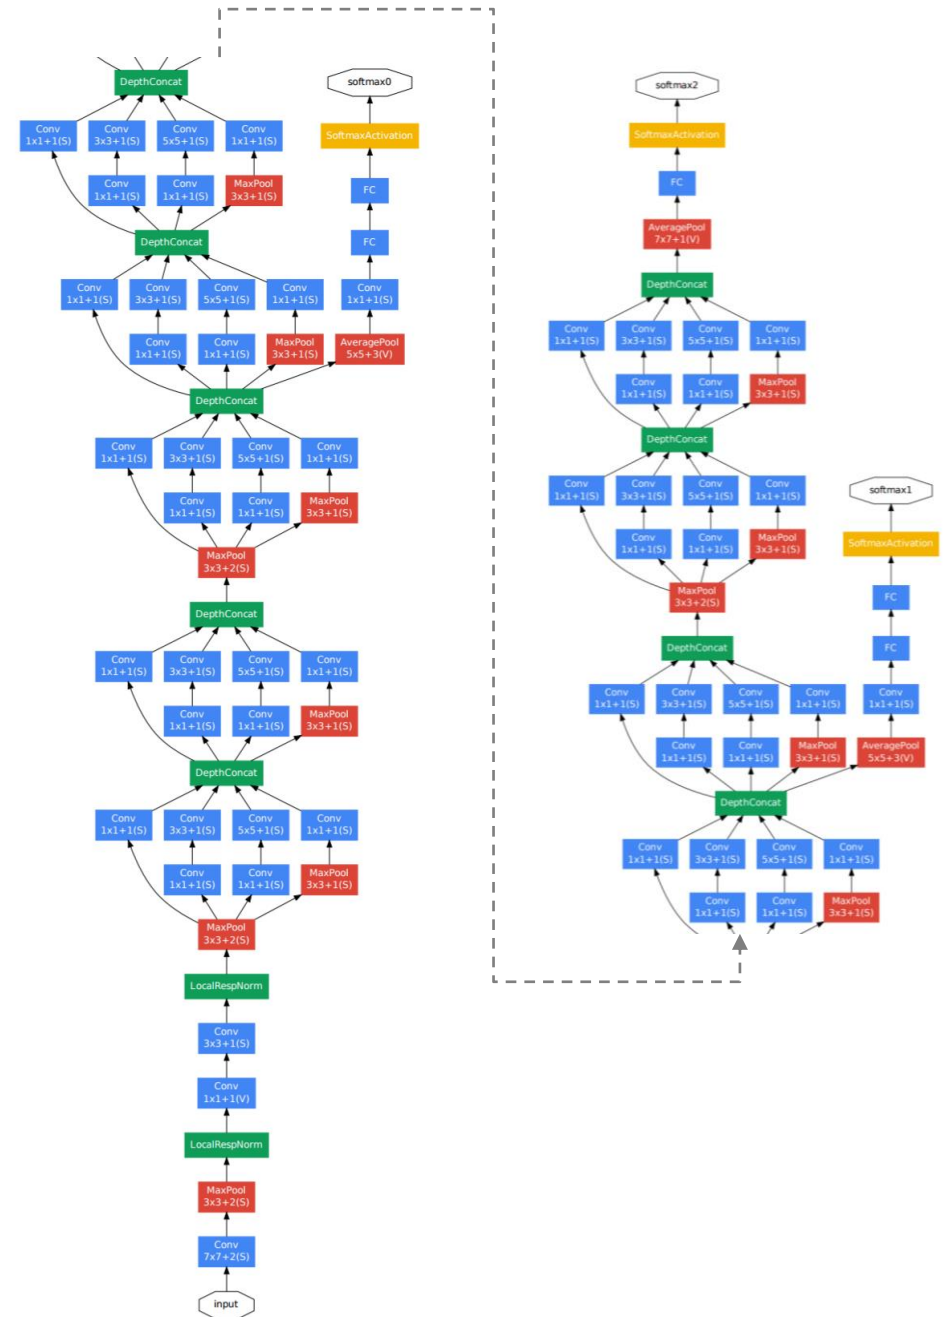 DepthConcat
softmax0
Conv
1x1+1(S)
Conv
3x3+1(S)
Conv
5x5+1(S)
Conv
1x1+1(S)
SoftmaxActivation
Conv
1x1+1(S)
Conv
1x1+1(S)
MaxPool
3x3+1(S)
FC
DepthConcat
FC
Conv
1x1+1(S)
Conv
3x3+1(S)
Conv
5x5+1(S)
Conv
1x1+1(S)
Conv
1x1+1(S)
Conv
1x1+1(S)
Conv
1x1+1(S)
MaxPool
3x3+1(S)
AveragePool
5x5+3(V)
DepthConcat
Conv
1x1+1(S)
Conv
3x3+1(S)
Conv
5x5+1(S)
Conv
1x1+1(S)
Conv
1x1+1(S)
Conv
1x1+1(S)
MaxPool
3x3+1(S)
MaxPool
3x3+2(S)
DepthConcat
Conv
1x1+1(S)
Conv
3x3+1(S)
Conv
5x5+1(S)
Conv
1x1+1(S)
Conv
1x1+1(S)
Conv
1x1+1(S)
MaxPool
3x3+1(S)
DepthConcat
Conv
1x1+1(S)
Conv
3x3+1(S)
Conv
5x5+1(S)
Conv
1x1+1(S)
Conv
1x1+1(S)
Conv
1x1+1(S)
MaxPool
3x3+1(S)
MaxPool
3x3+2(S)
LocalRespNorm
Conv
3x3+1(S)
Conv
1x1+1(V)
LocalRespNorm
MaxPool
3x3+2(S)
Conv
7x7+2(S)
input
softmax2
SoftmaxActivation
FC
AveragePool
7x7+1(V)
DepthConcat
Conv
1x1+1(S)
Conv
3x3+1(S)
Conv
5x5+1(S)
Conv
1x1+1(S)
Conv
1x1+1(S)
Conv
1x1+1(S)
MaxPool
3x3+1(S)
DepthConcat
Conv
1x1+1(S)
Conv
3x3+1(S)
Conv
5x5+1(S)
Conv
1x1+1(S)
softmax1
Conv
1x1+1(S)
Conv
1x1+1(S)
MaxPool
3x3+1(S)
SoftmaxActivation
MaxPool
3x3+2(S)
FC
DepthConcat
FC
Conv
1x1+1(S)
Conv
3x3+1(S)
Conv
5x5+1(S)
Conv
1x1+1(S)
Conv
1x1+1(S)
Conv
1x1+1(S)
Conv
1x1+1(S)
MaxPool
3x3+1(S)
AveragePool
5x5+3(V)
DepthConcat
Conv
1x1+1(S)
Conv
3x3+1(S)
Conv
5x5+1(S)
Conv
1x1+1(S)
Conv
1x1+1(S)
Conv
1x1+1(S)
MaxPool
3x3+1(S)